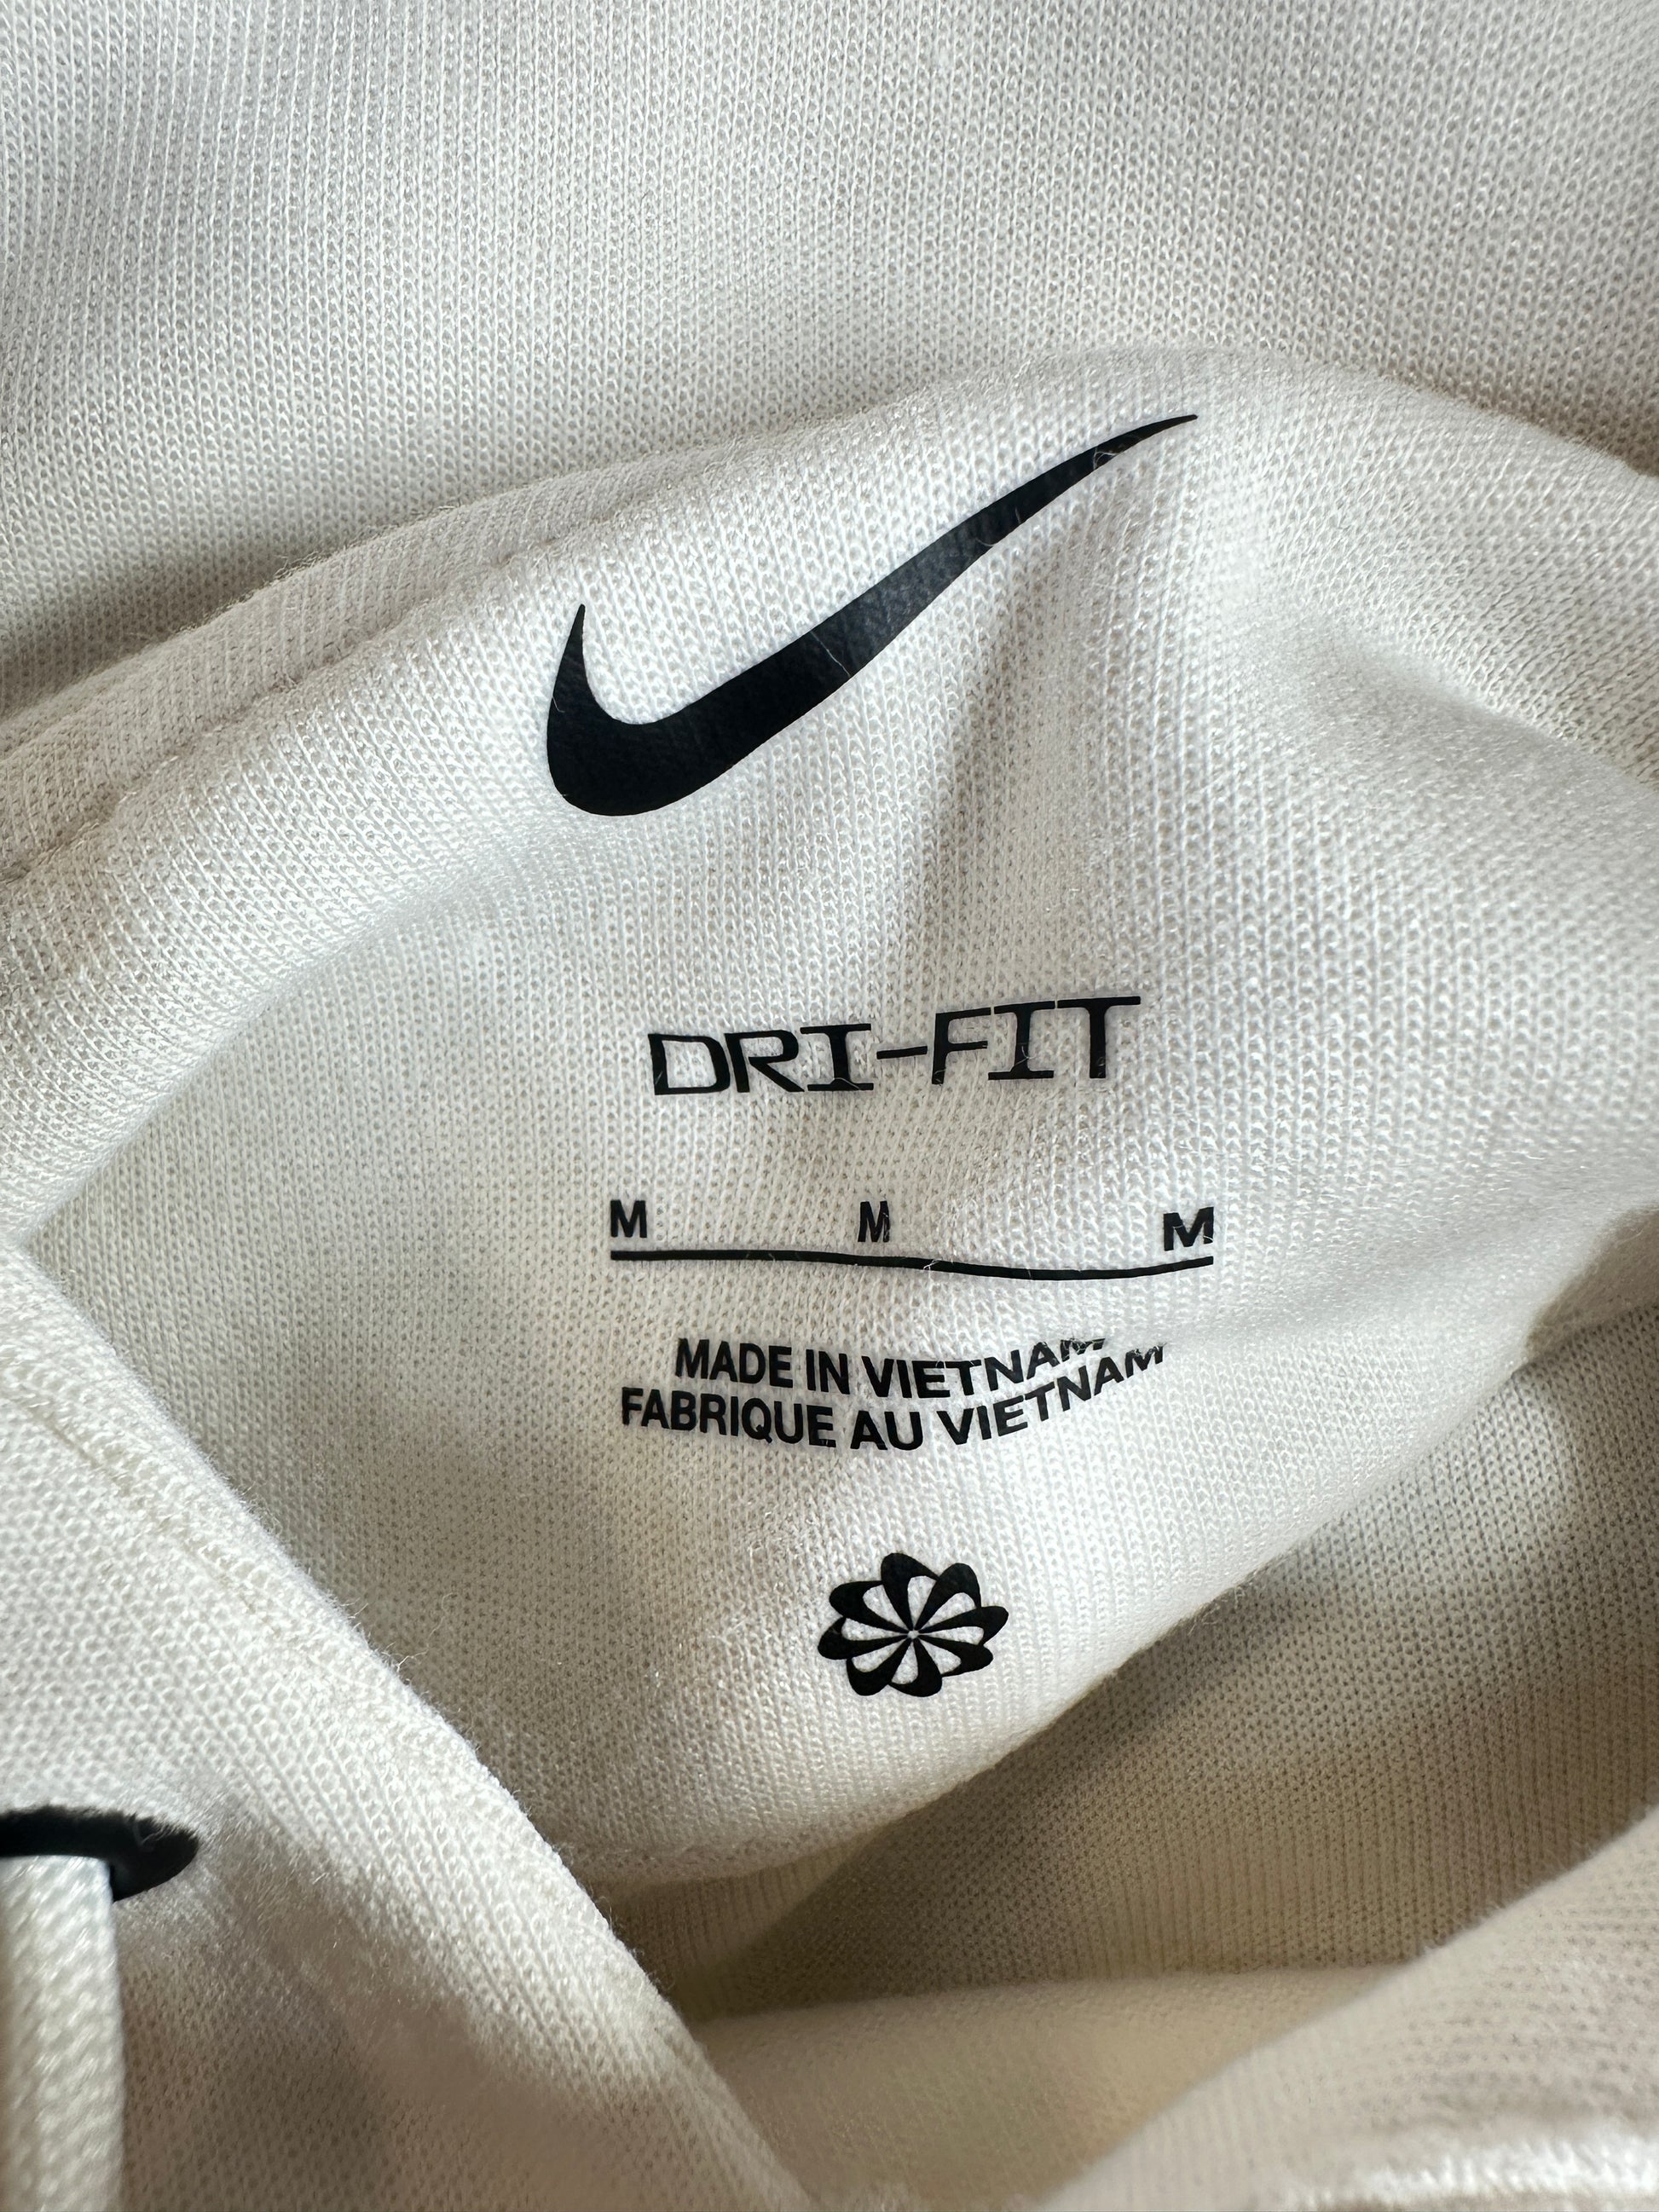 DRI-FIT
M M M
MADE IN VIETNAM
FABRIQUE AU VIETNAM